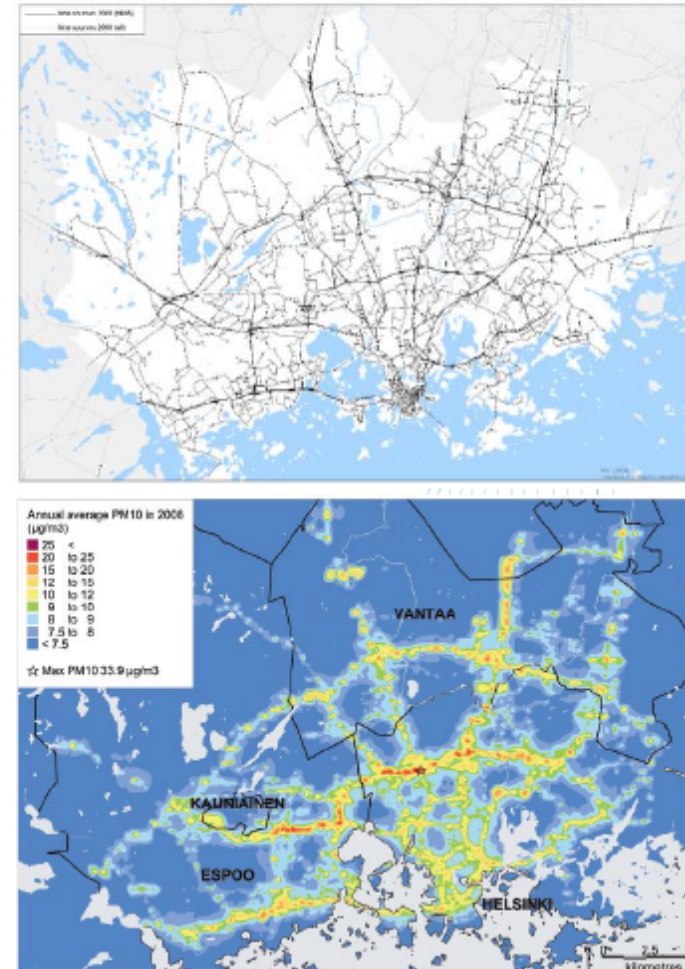 Annual average PM10 in 2008
(µg/m3)
25 <
20 to 25
15 to 20
12 to 15
10 to 12
9 to 10
8 to 9
7.5 to 8
< 7.5
☆ Max PM10 33.9 µg/m3
VANTAA
KAUNIAINEN
ESPOO
HELSINKI
0 2,5
kilometres